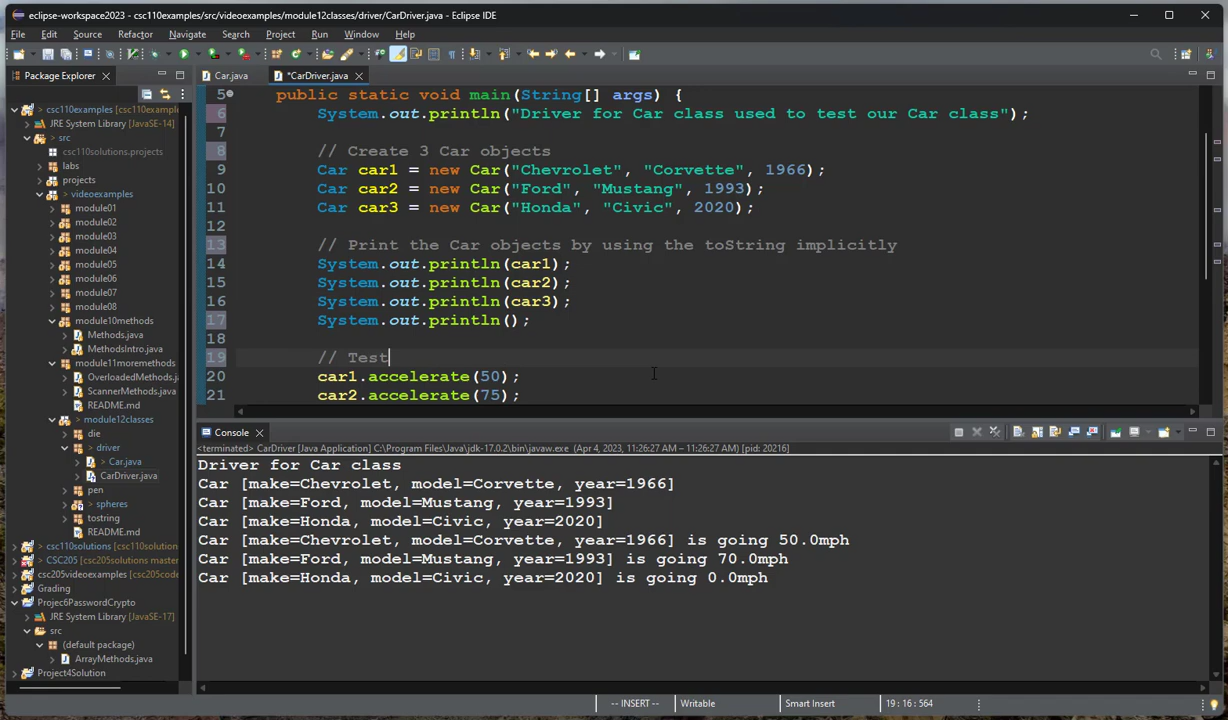 eclipse-workspace2023 - csc110examples/src/videoexamples/module12classes/driver/CarDriver.java - Eclipse IDE
File Edit Source Refactor Navigate Search Project Run Window Help
Package Explorer
csc110examples [csc110example
JRE System Library [JavaSE-14]
src
csc110solutions.projects
labs
projects
videoexamples
module01
module02
module03
module04
module05
module06
module07
module08
module10methods
Methods.java
MethodsIntro.java
module11moremethods
OverloadedMethods.j
ScannerMethods.java
README.md
module12classes
die
driver
Car.java
CarDriver.java
pen
spheres
tostring
README.md
csc110solutions [csc110solution
CSC205 [csc205solutions master
csc205videoexamples [csc205code
Grading
Projec6PasswordCrypto
JRE System Library [JavaSE-17]
src
(default package)
ArrayMethods.java
Project4Solution
Car.java *CarDriver.java
5 public static void main(String[] args) {
6 System.out.println("Driver for Car class used to test our Car class");
7
8 // Create 3 Car objects
9 Car car1 = new Car("Chevrolet", "Corvette", 1966);
10 Car car2 = new Car("Ford", "Mustang", 1993);
11 Car car3 = new Car("Honda", "Civic", 2020);
12
13 // Print the Car objects by using the toString implicitly
14 System.out.println(car1);
15 System.out.println(car2);
16 System.out.println(car3);
17 System.out.println();
18
19 // Test
20 car1.accelerate(50);
21 car2.accelerate(75);
Console
<terminated> CarDriver [Java Application] C:\Program Files\Java\jdk-17.0.2\bin\javaw.exe (Apr 4, 2023, 11:26:27 AM – 11:26:27 AM) [pid: 20216]
Driver for Car class
Car [make=Chevrolet, model=Corvette, year=1966]
Car [make=Ford, model=Mustang, year=1993]
Car [make=Honda, model=Civic, year=2020]
Car [make=Chevrolet, model=Corvette, year=1966] is going 50.0mph
Car [make=Ford, model=Mustang, year=1993] is going 70.0mph
Car [make=Honda, model=Civic, year=2020] is going 0.0mph
-- INSERT -- Writable Smart Insert 19 : 16 : 564